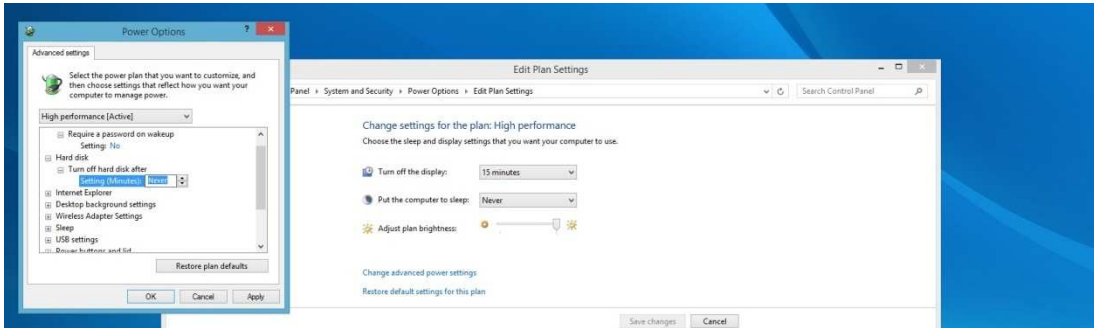 Power Options
?
Advanced settings
Select the power plan that you want to customize, and
then choose settings that reflect how you want your
computer to manage power.
High performance [Active]
Require a password on wakeup
Setting: No
Hard disk
Turn off hard disk after
Setting (Minutes): Never
Internet Explorer
Desktop background settings
Wireless Adapter Settings
Sleep
USB settings
Power buttons and lid
Restore plan defaults
OK Cancel Apply
Edit Plan Settings
Panel System and Security Power Options Edit Plan Settings
Search Control Panel
Change settings for the plan: High performance
Choose the sleep and display settings that you want your computer to use.
Turn off the display: 15 minutes
Put the computer to sleep: Never
Adjust plan brightness:
Change advanced power settings
Restore default settings for this plan
Save changes Cancel